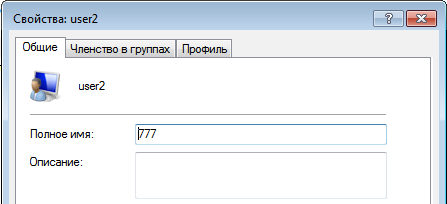 Свойства: user2
Общие Членство в группах Профиль
user2
Полное имя: 777
Описание: